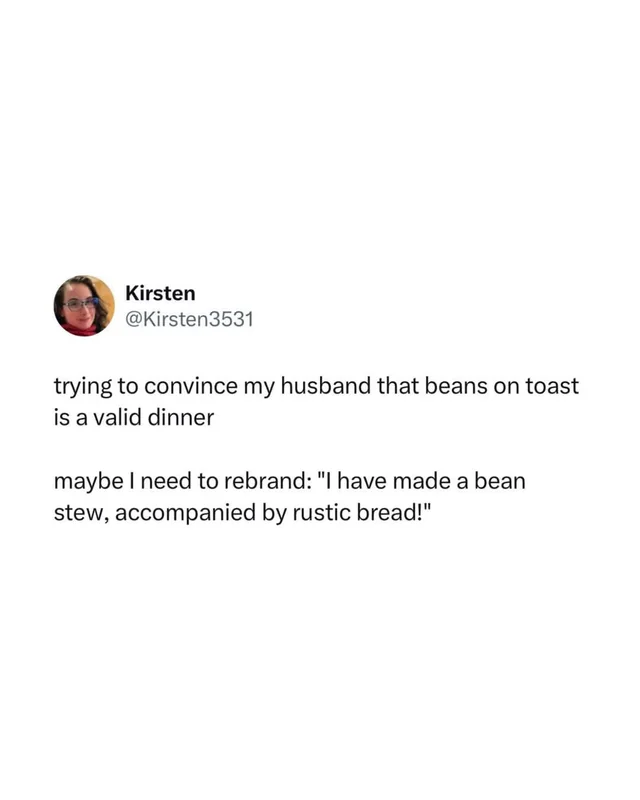 Kirsten
@Kirsten3531
trying to convince my husband that beans on toast
is a valid dinner
maybe I need to rebrand: "I have made a bean
stew, accompanied by rustic bread!"